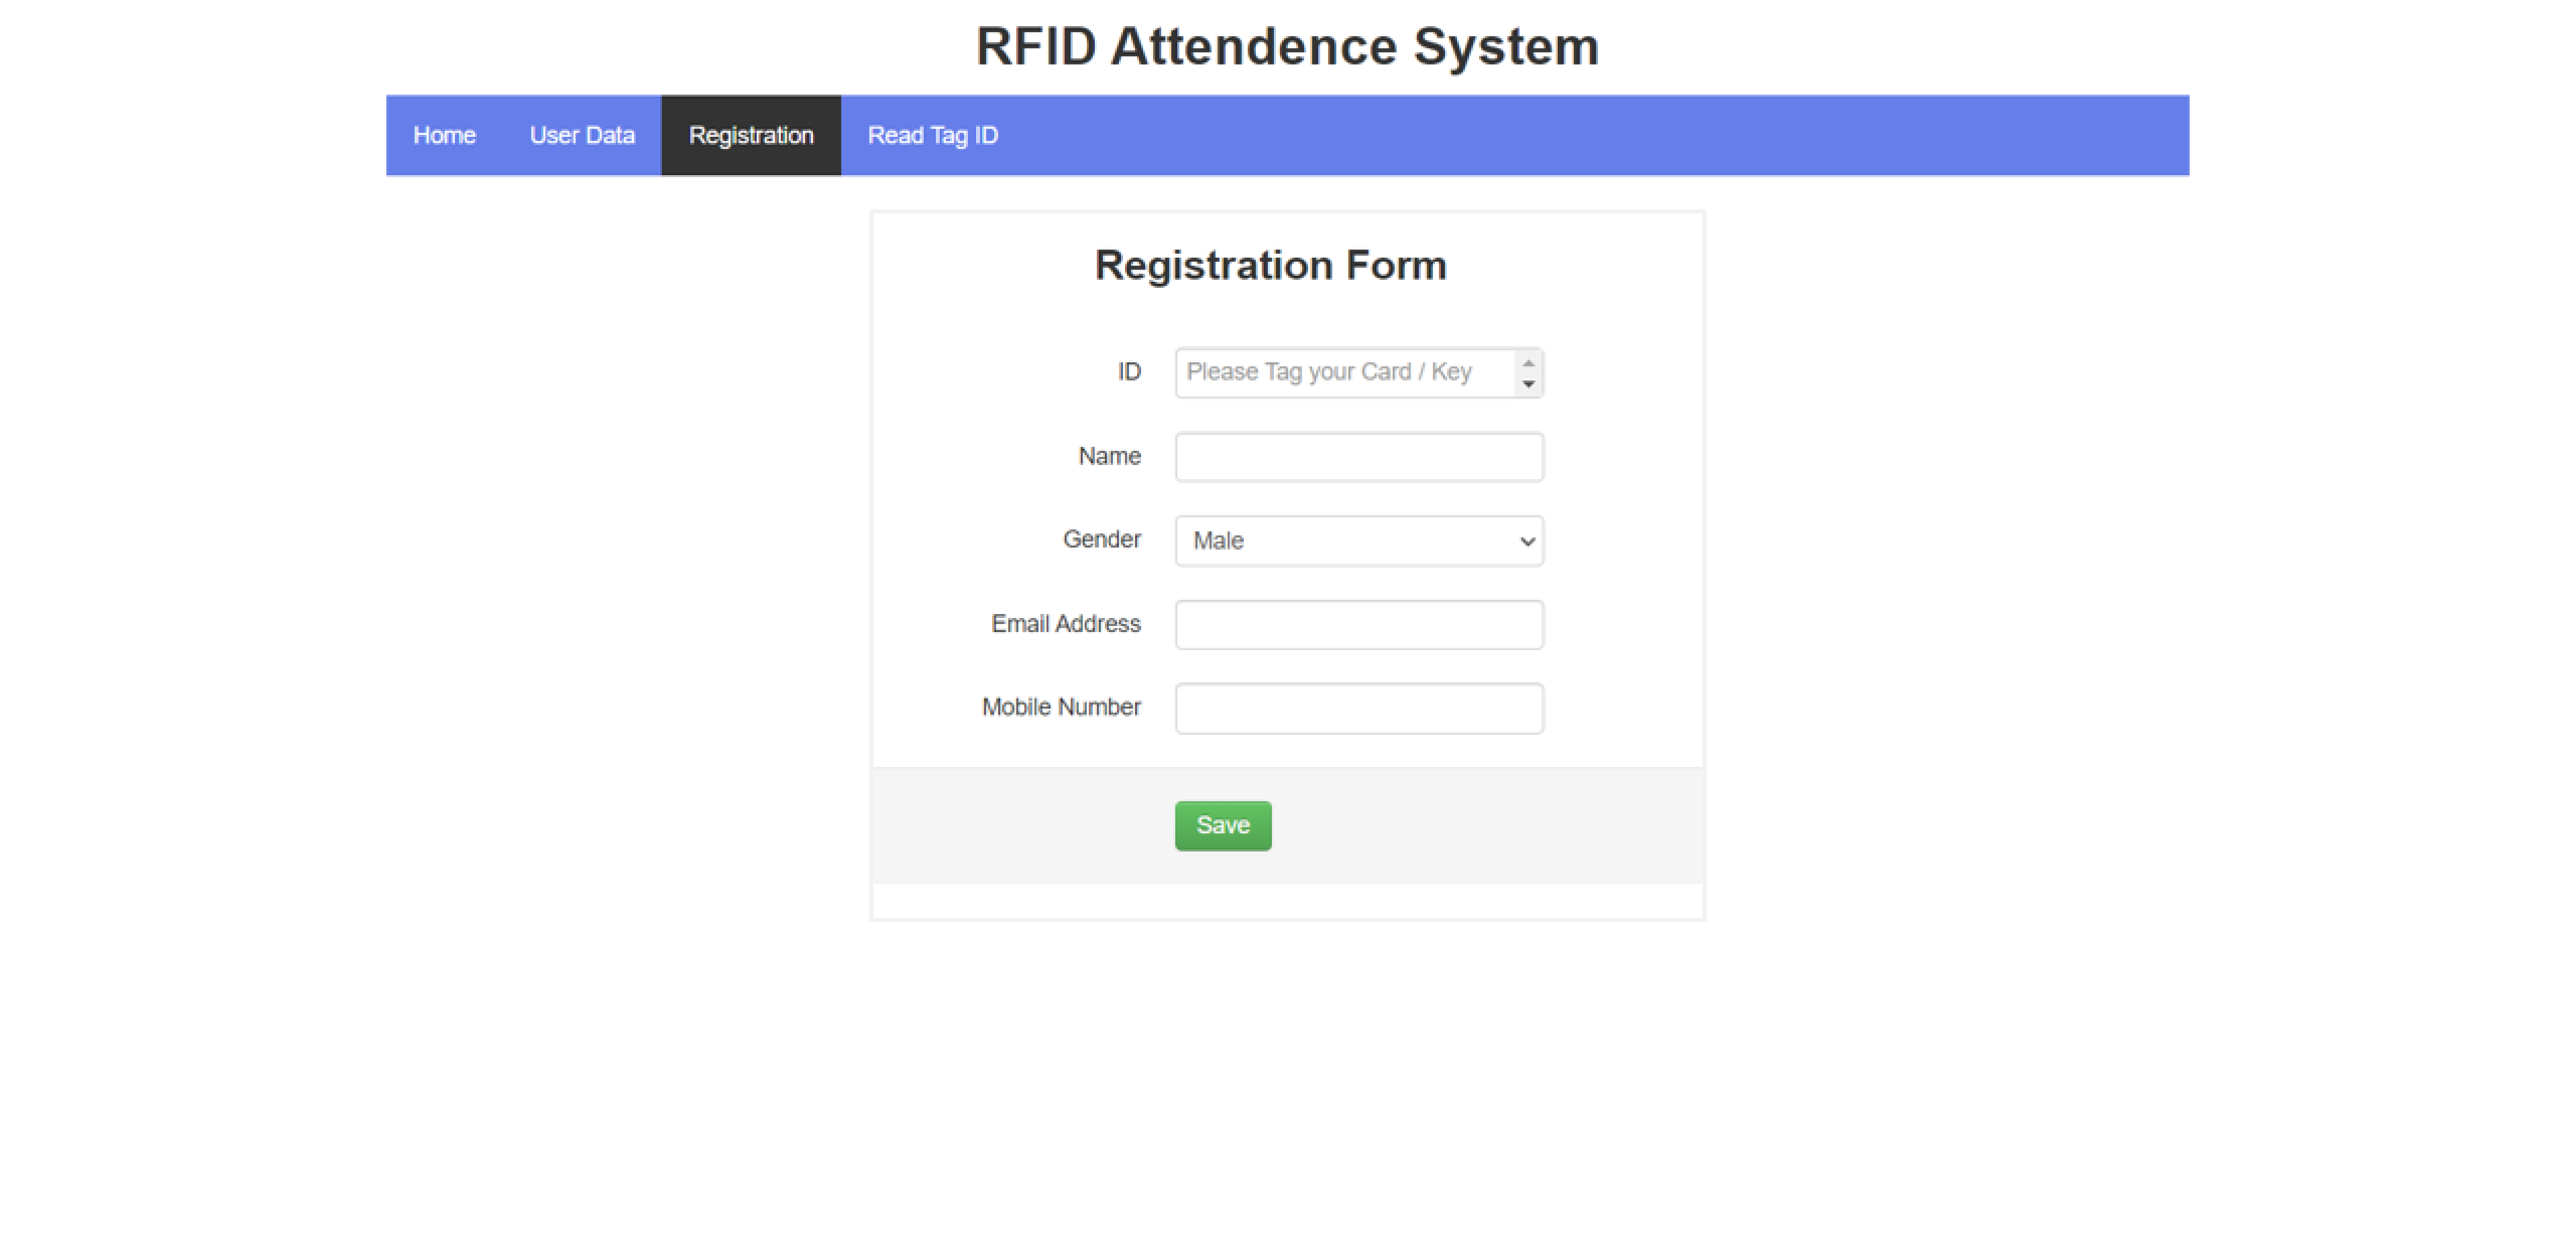 RFID Attendence System
Home User Data Registration Read Tag ID
Registration Form
ID Please Tag your Card / Key
Name
Gender Male
Email Address
Mobile Number
Save